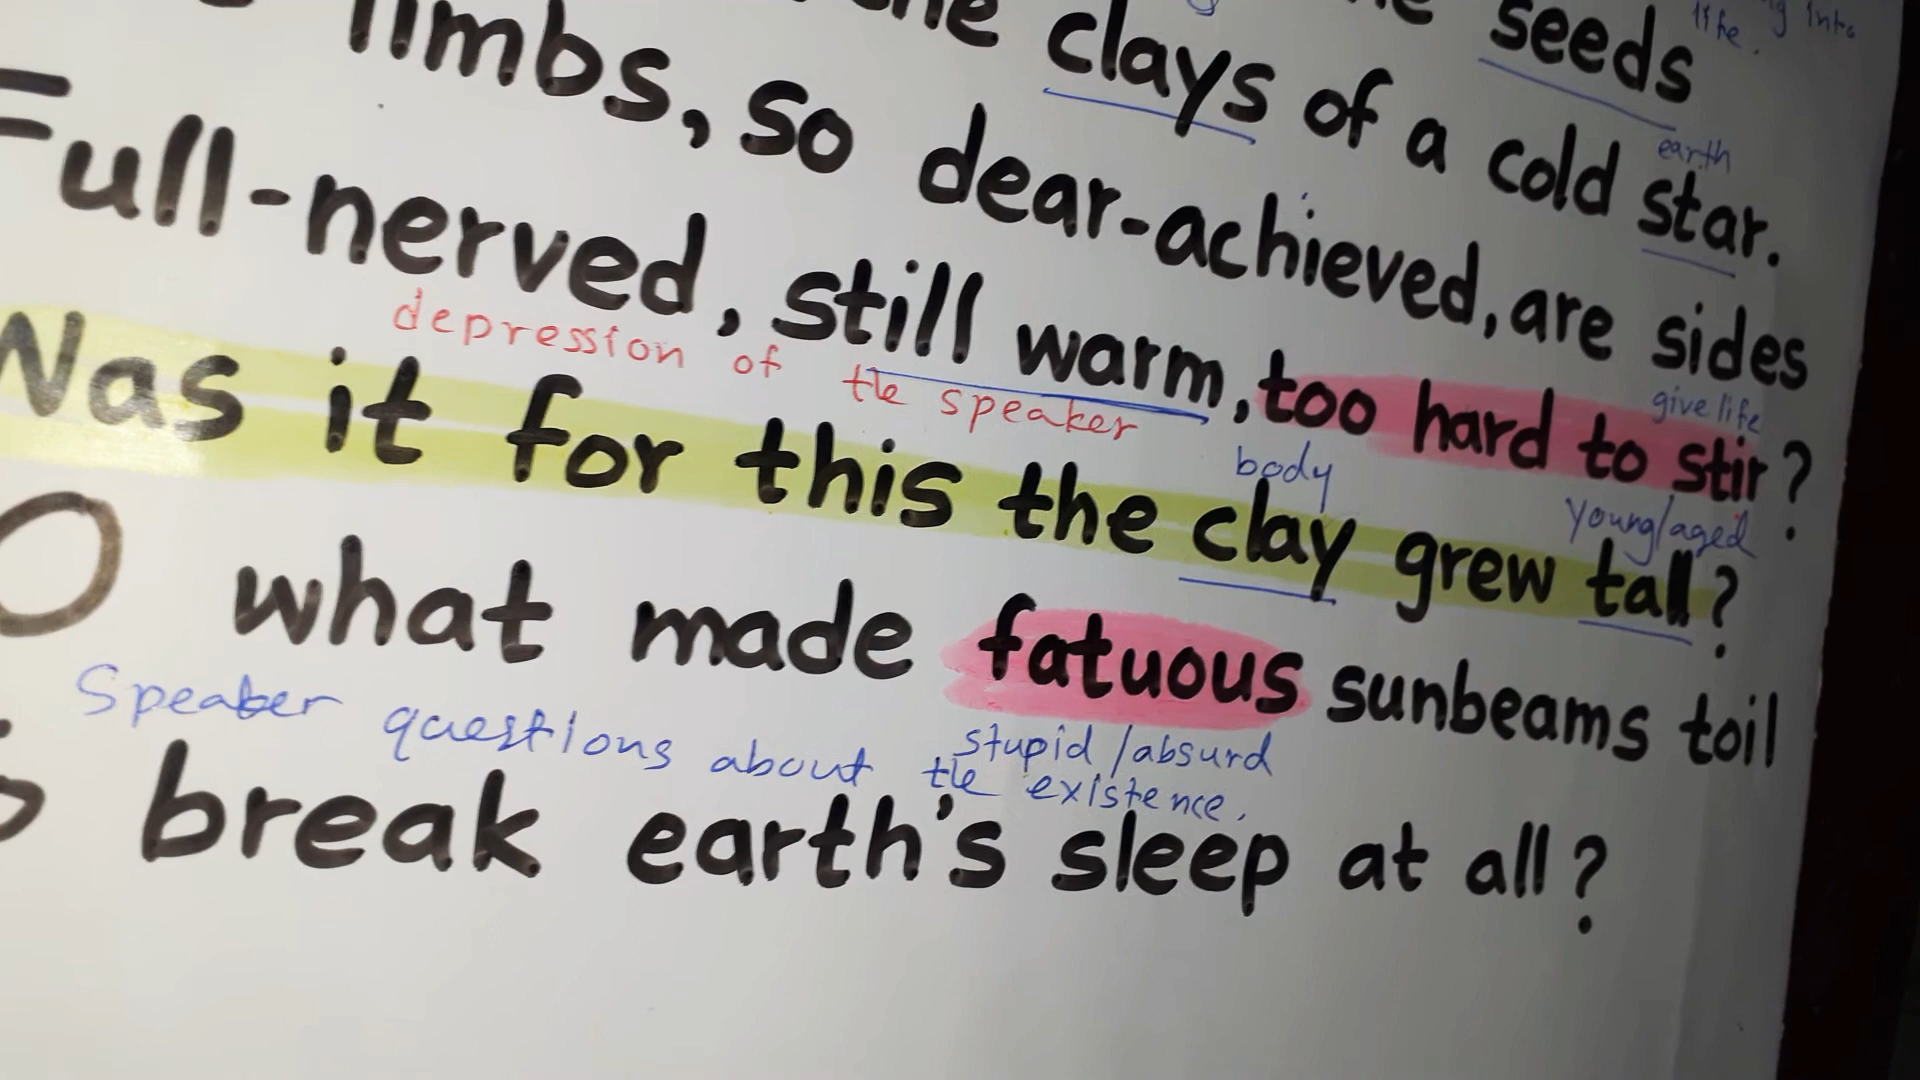 seeds
life.
into
the clays of a cold star.
earth
limbs, so dear-achieved, are sides
Full-nerved, still warm, too hard to stir?
give life
depression of the speaker
body
young/aged
Was it for this the clay grew tall?
O what made fatuous sunbeams toil
stupid/absurd
Speaker questions about the existence.
break earth's sleep at all?